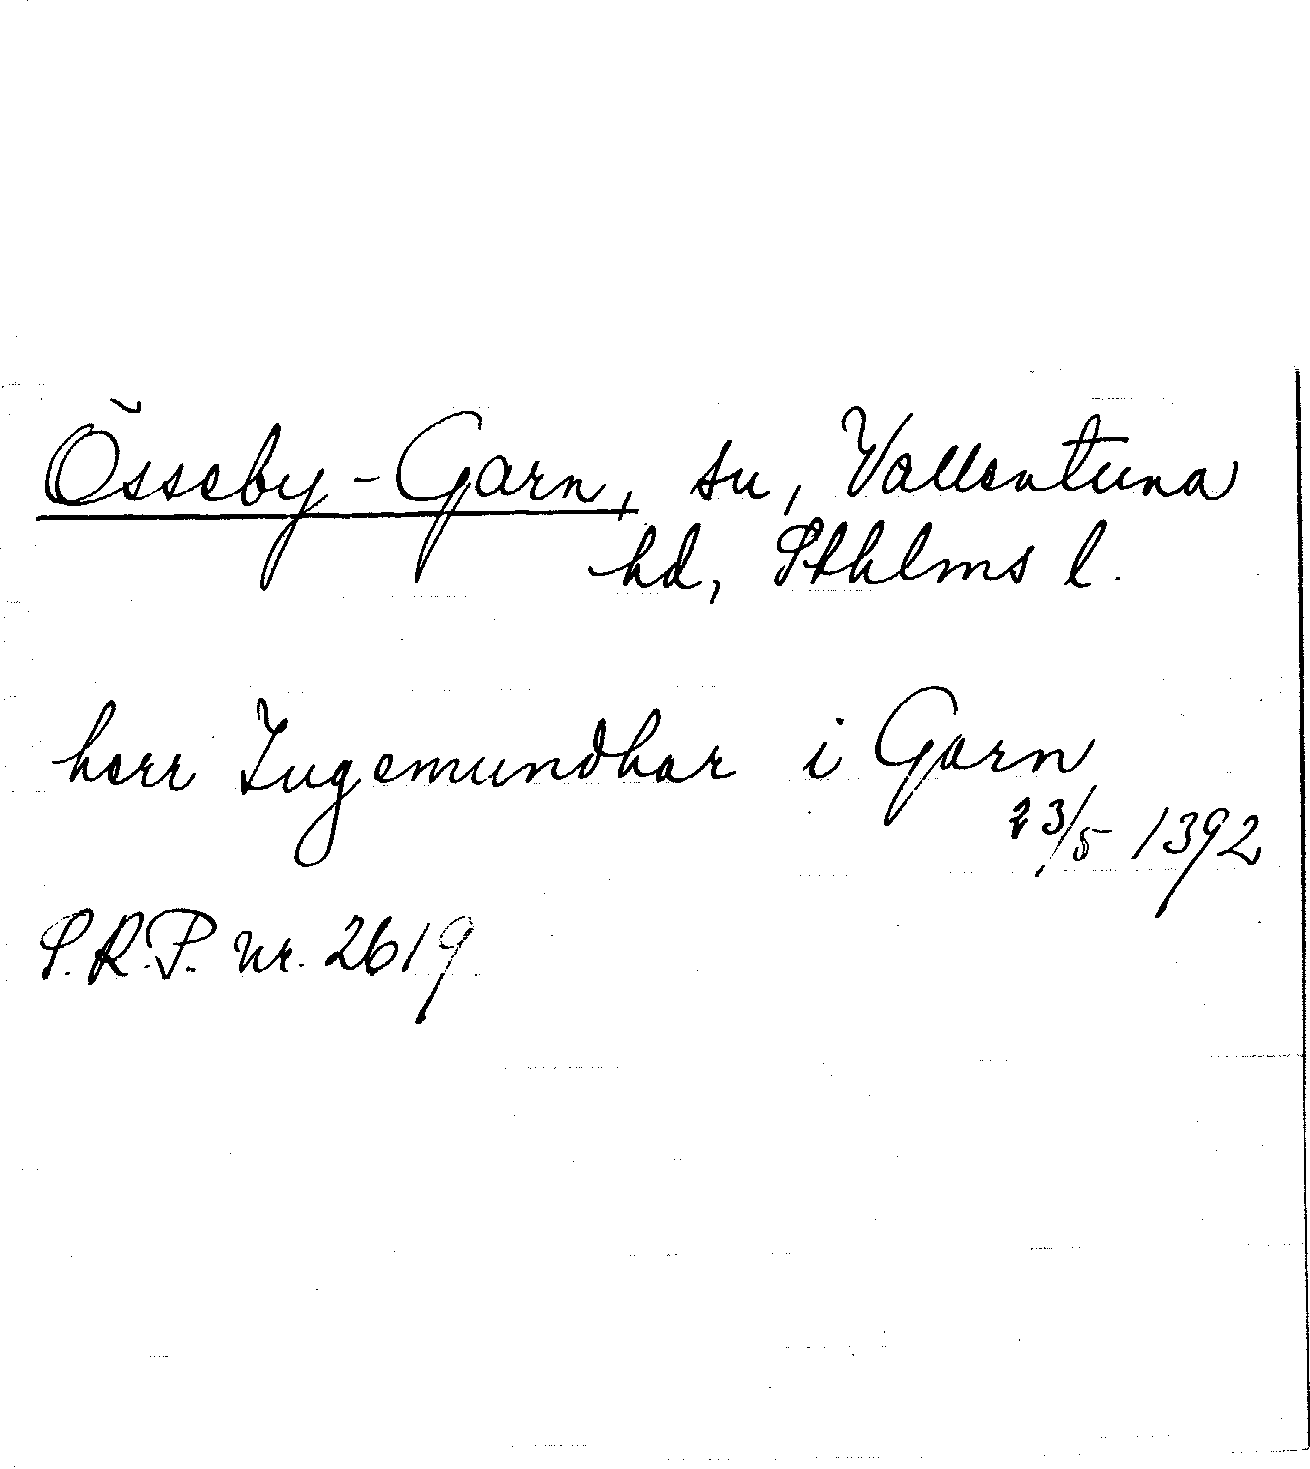 Össeby-Garn, sn, Vallentuna
hd, Sthlms l.
herr Ingemundhar i Garn
23/5 1392
S.R.P. nr. 2619